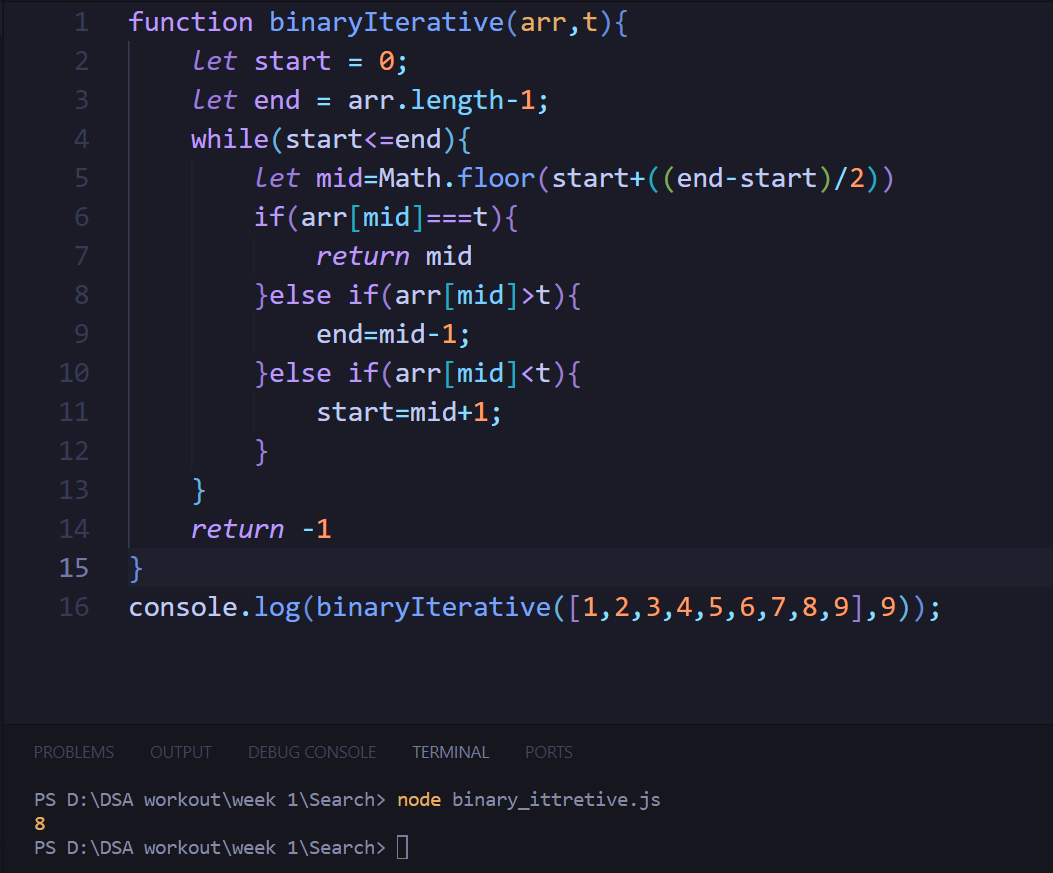 1 function binaryIterative(arr,t){
2 let start = 0;
3 let end = arr.length-1;
4 while(start<=end){
5 let mid=Math.floor(start+((end-start)/2))
6 if(arr[mid]===t){
7 return mid
8 }else if(arr[mid]>t){
9 end=mid-1;
10 }else if(arr[mid]<t){
11 start=mid+1;
12 }
13 }
14 return -1
15 }
16 console.log(binaryIterative([1,2,3,4,5,6,7,8,9],9));
PROBLEMS OUTPUT DEBUG CONSOLE TERMINAL PORTS
PS D:\DSA workout\week 1\Search> node binary_ittretive.js
8
PS D:\DSA workout\week 1\Search>